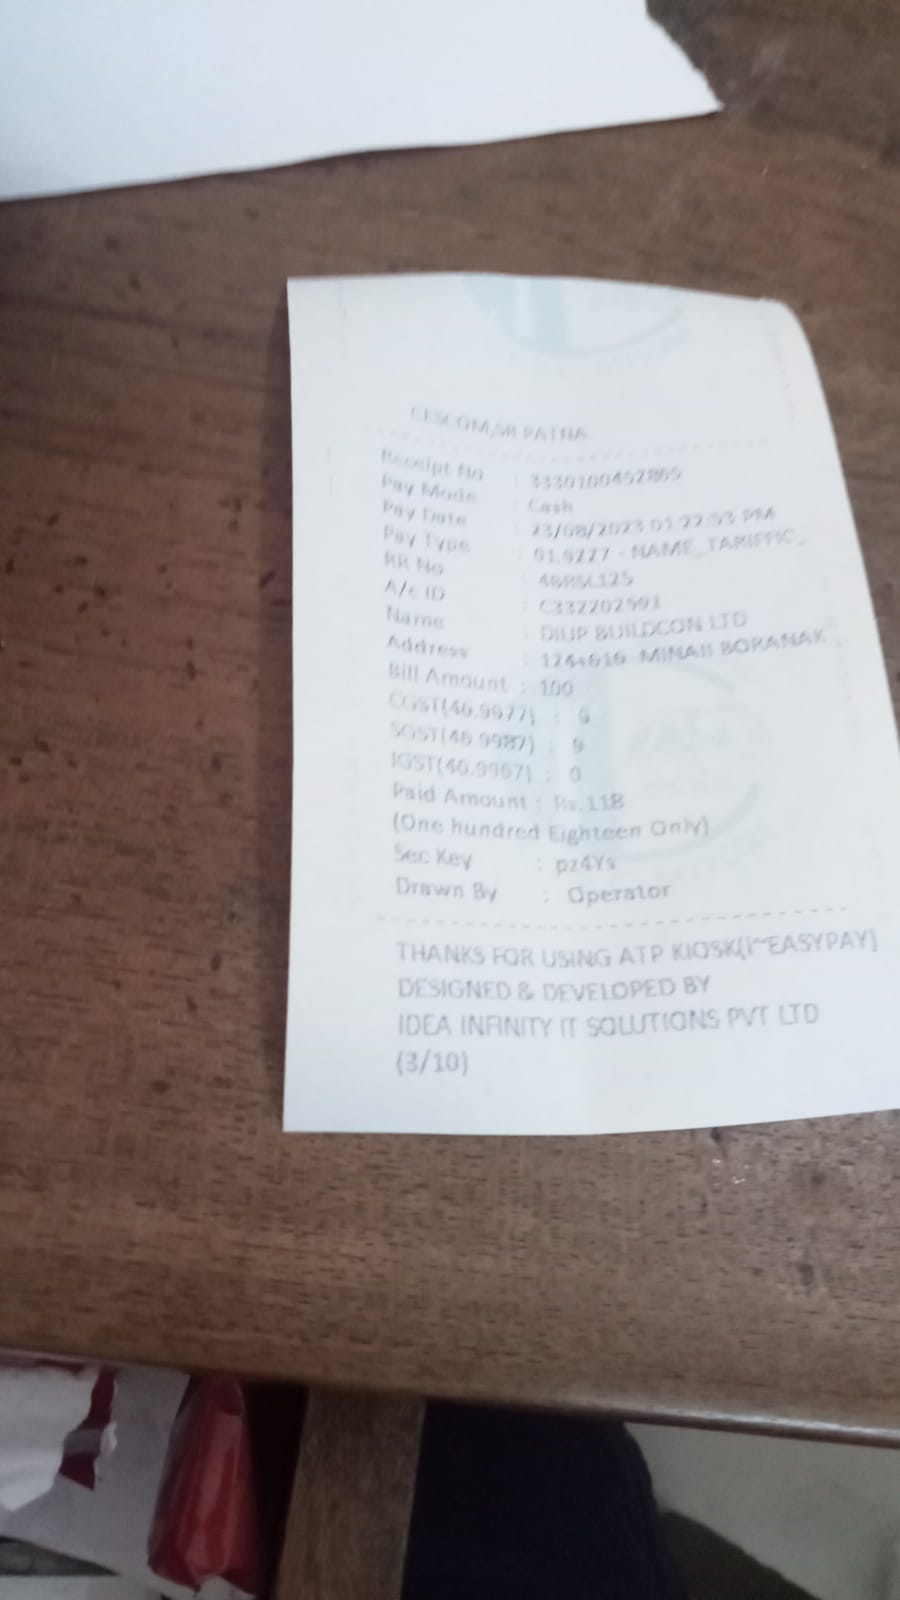 CESCOM,SR PATNA
Receipt No : 3330100452865
Pay Mode : Cash
Pay Date : 23/08/2023 01:22:53 PM
Pay Type : 61.9227 - NAME_TARIFFIC_
RR No : 46RSL125
A/c ID : C332202591
Name : DILIP BUILDCON LTD
Address : 124+616 MINAJI BORANAK
Bill Amount : 100
CGST(46.9977) : 9
SGST(46.9987) : 9
IGST(46.9967) : 0
Paid Amount : Rs.118
(One hundred Eighteen Only)
Sec Key : pz4Ys
Drawn By : Operator
THANKS FOR USING ATP KIOSK(i~EASYPAY)
DESIGNED & DEVELOPED BY
IDEA INFINITY IT SOLUTIONS PVT LTD
(3/10)